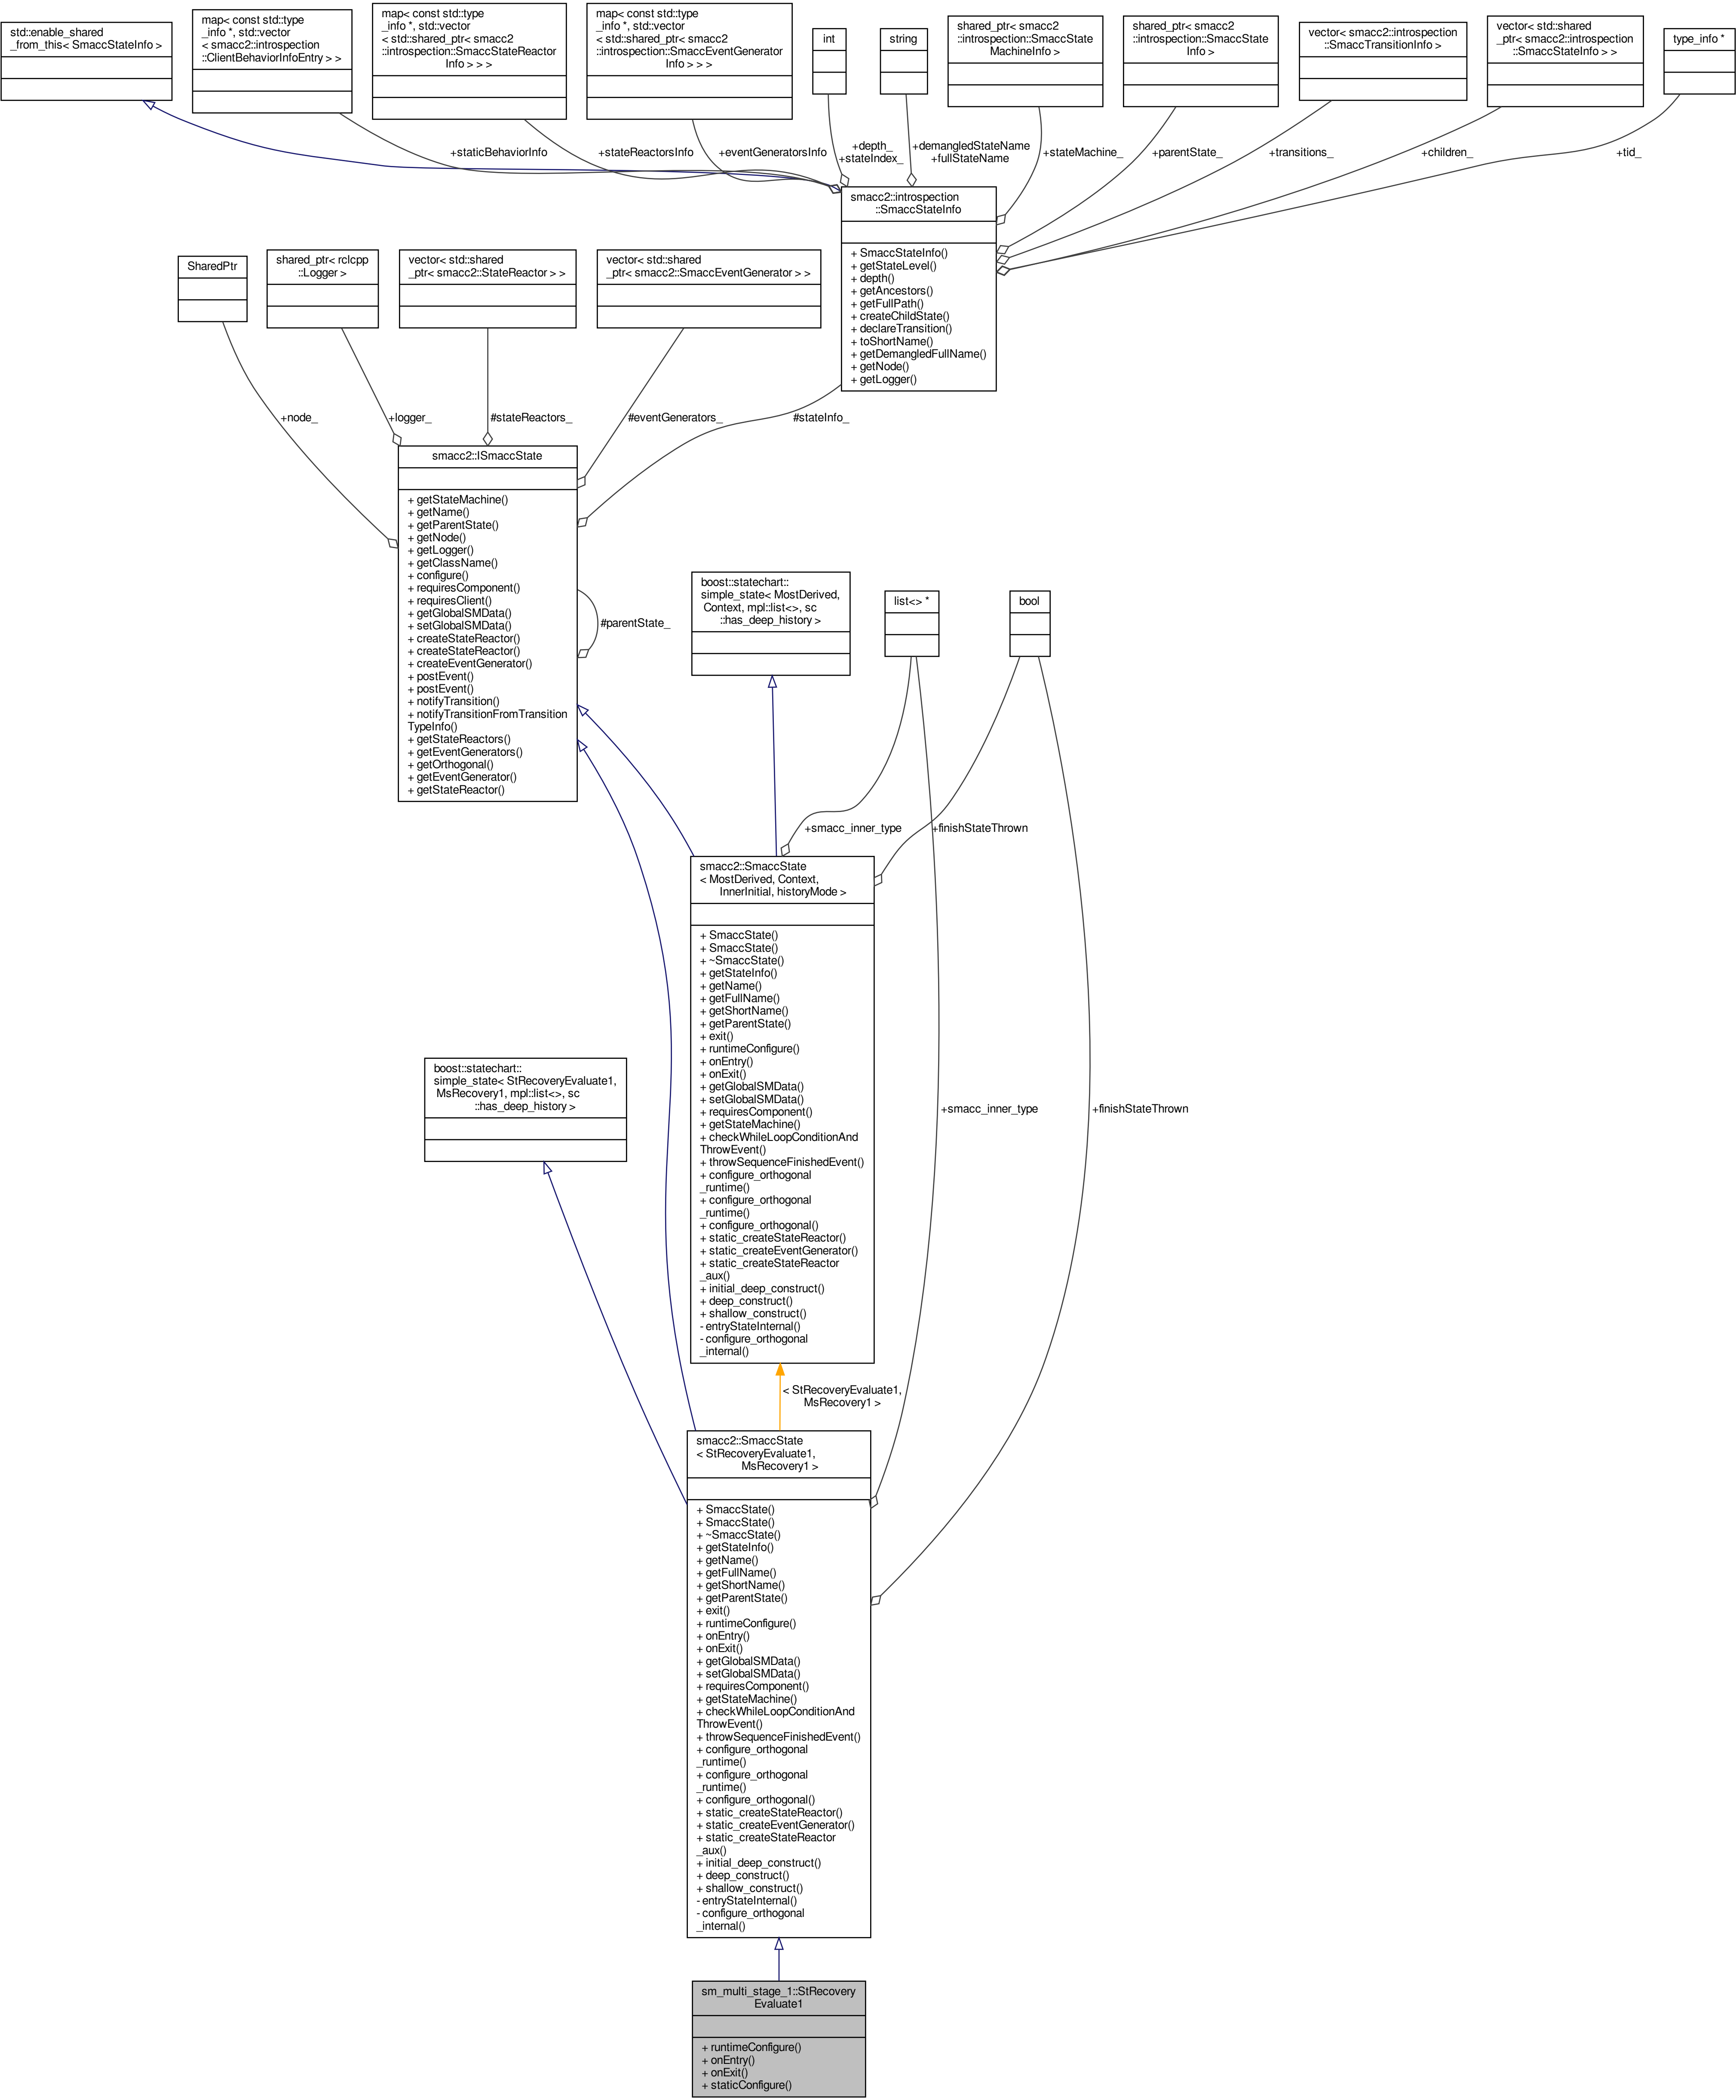 std::enable_shared
_from_this< SmaccStateInfo >
map< const std::type
_info *, std::vector
< smacc2::introspection
::ClientBehaviorInfoEntry > >
map< const std::type
_info *, std::vector
< std::shared_ptr< smacc2
::introspection::SmaccStateReactor
Info > > >
map< const std::type
_info *, std::vector
< std::shared_ptr< smacc2
::introspection::SmaccEventGenerator
Info > > >
int
string
shared_ptr< smacc2
::introspection::SmaccState
MachineInfo >
shared_ptr< smacc2
::introspection::SmaccState
Info >
vector< smacc2::introspection
::SmaccTransitionInfo >
vector< std::shared
_ptr< smacc2::introspection
::SmaccStateInfo > >
type_info *
+staticBehaviorInfo
+stateReactorsInfo
+eventGeneratorsInfo
+depth_
+stateIndex_
+demangledStateName
+fullStateName
+stateMachine_
+parentState_
+transitions_
+children_
+tid_
smacc2::introspection
::SmaccStateInfo
+ SmaccStateInfo()
+ getStateLevel()
+ depth()
+ getAncestors()
+ getFullPath()
+ createChildState()
+ declareTransition()
+ toShortName()
+ getDemangledFullName()
+ getNode()
+ getLogger()
SharedPtr
shared_ptr< rclcpp
::Logger >
vector< std::shared
_ptr< smacc2::StateReactor > >
vector< std::shared
_ptr< smacc2::SmaccEventGenerator > >
+node_
+logger_
#stateReactors_
#eventGenerators_
#stateInfo_
smacc2::ISmaccState
+ getStateMachine()
+ getName()
+ getParentState()
+ getNode()
+ getLogger()
+ getClassName()
+ configure()
+ requiresComponent()
+ requiresClient()
+ getGlobalSMData()
+ setGlobalSMData()
+ createStateReactor()
+ createStateReactor()
+ createEventGenerator()
+ postEvent()
+ postEvent()
+ notifyTransition()
+ notifyTransitionFromTransition
TypeInfo()
+ getStateReactors()
+ getEventGenerators()
+ getOrthogonal()
+ getEventGenerator()
+ getStateReactor()
#parentState_
boost::statechart::
simple_state< MostDerived,
Context, mpl::list<>, sc
::has_deep_history >
list<> *
bool
+smacc_inner_type
+finishStateThrown
smacc2::SmaccState
< MostDerived, Context,
InnerInitial, historyMode >
+ SmaccState()
+ SmaccState()
+ ~SmaccState()
+ getStateInfo()
+ getName()
+ getFullName()
+ getShortName()
+ getParentState()
+ exit()
+ runtimeConfigure()
+ onEntry()
+ onExit()
+ getGlobalSMData()
+ setGlobalSMData()
+ requiresComponent()
+ getStateMachine()
+ checkWhileLoopConditionAnd
ThrowEvent()
+ throwSequenceFinishedEvent()
+ configure_orthogonal
_runtime()
+ configure_orthogonal
_runtime()
+ configure_orthogonal()
+ static_createStateReactor()
+ static_createEventGenerator()
+ static_createStateReactor
_aux()
+ initial_deep_construct()
+ deep_construct()
+ shallow_construct()
- entryStateInternal()
- configure_orthogonal
_internal()
boost::statechart::
simple_state< StRecoveryEvaluate1,
MsRecovery1, mpl::list<>, sc
::has_deep_history >
+smacc_inner_type
+finishStateThrown
< StRecoveryEvaluate1,
MsRecovery1 >
smacc2::SmaccState
< StRecoveryEvaluate1,
MsRecovery1 >
+ SmaccState()
+ SmaccState()
+ ~SmaccState()
+ getStateInfo()
+ getName()
+ getFullName()
+ getShortName()
+ getParentState()
+ exit()
+ runtimeConfigure()
+ onEntry()
+ onExit()
+ getGlobalSMData()
+ setGlobalSMData()
+ requiresComponent()
+ getStateMachine()
+ checkWhileLoopConditionAnd
ThrowEvent()
+ throwSequenceFinishedEvent()
+ configure_orthogonal
_runtime()
+ configure_orthogonal
_runtime()
+ configure_orthogonal()
+ static_createStateReactor()
+ static_createEventGenerator()
+ static_createStateReactor
_aux()
+ initial_deep_construct()
+ deep_construct()
+ shallow_construct()
- entryStateInternal()
- configure_orthogonal
_internal()
sm_multi_stage_1::StRecovery
Evaluate1
+ runtimeConfigure()
+ onEntry()
+ onExit()
+ staticConfigure()